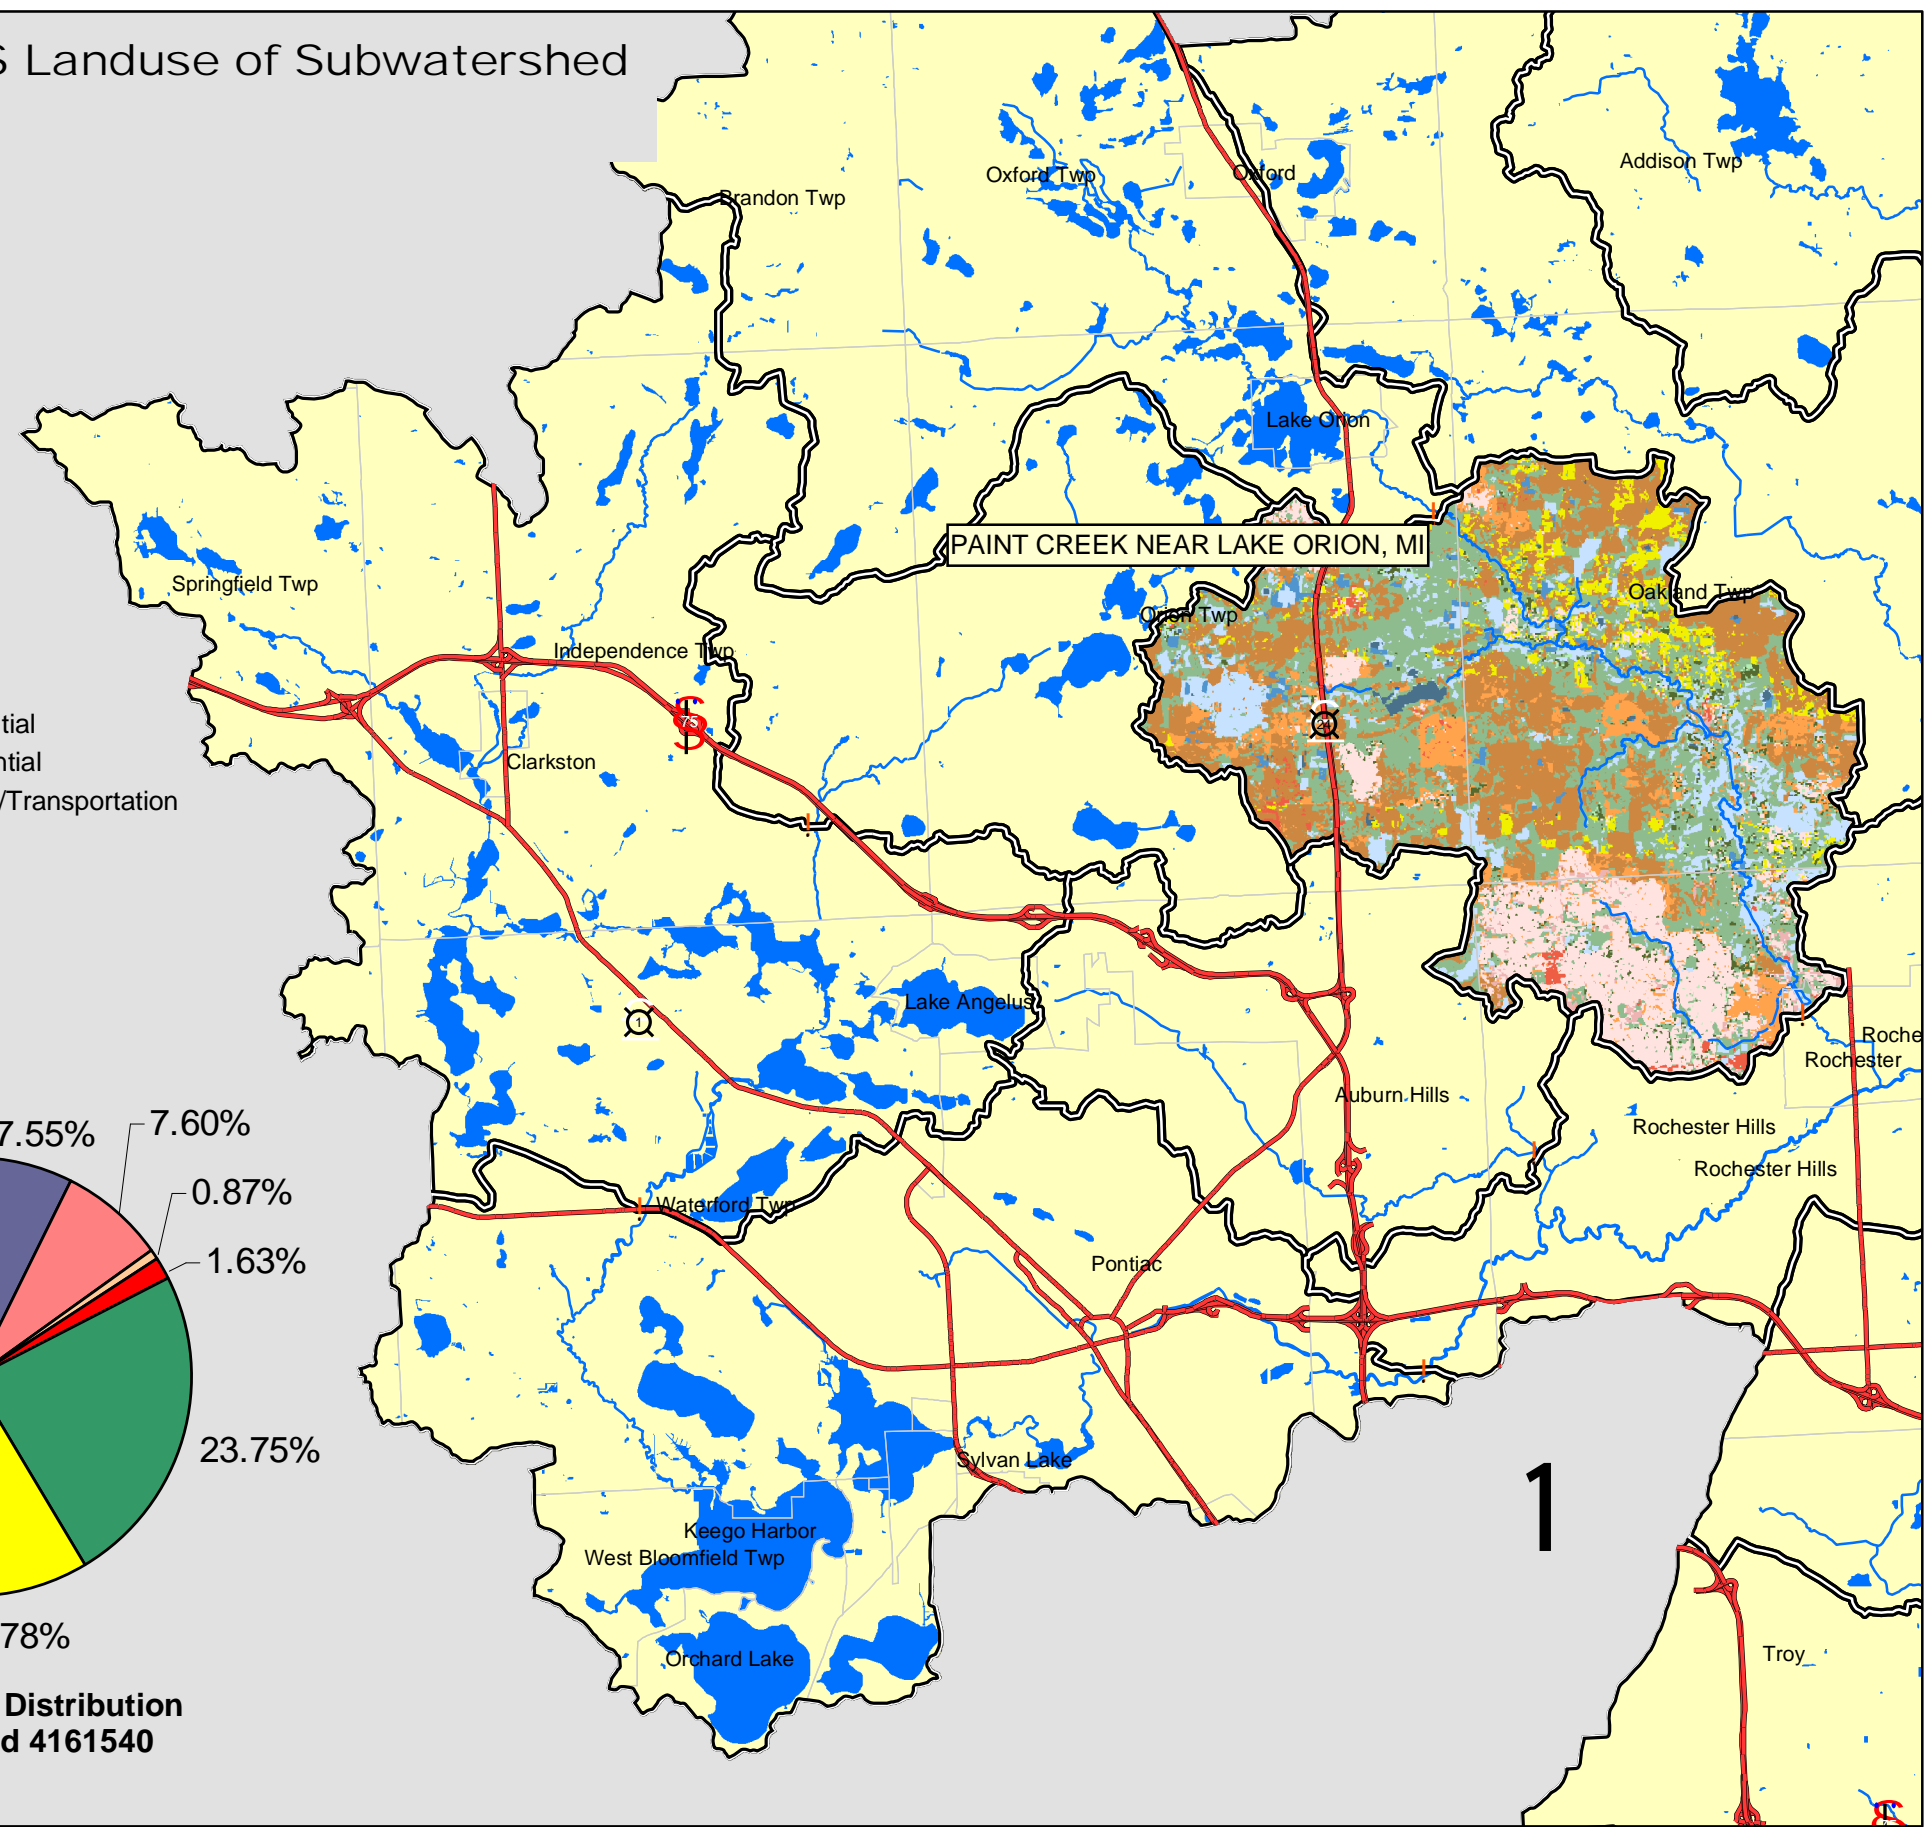 S Landuse of Subwatershed
Addison Twp
Oxford Twp
Oxford
Brandon Twp
Lake Orion
PAINT CREEK NEAR LAKE ORION, MI
Springfield Twp
Oakland Twp
Orion Twp
Independence Twp
75
24
tial
ntial
/Transportation
Clarkston
Lake Angelus
1
Roche
Rochester
Auburn Hills
7.55%
7.60%
Rochester Hills
Rochester Hills
0.87%
Waterford Twp
1.63%
Pontiac
23.75%
Sylvan Lake
1
Keego Harbor
West Bloomfield Twp
78%
Orchard Lake
Troy
Distribution
d 4161540